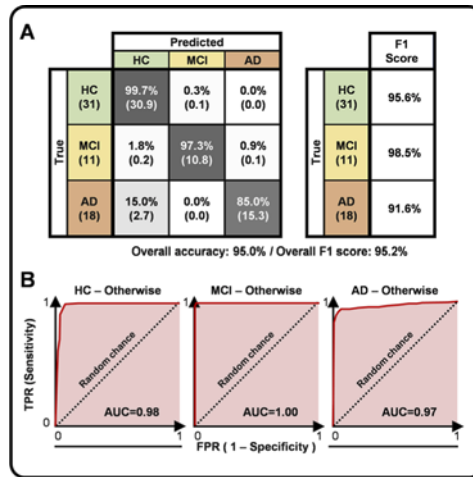 A
Predicted
F1 Score
HC MCI AD
True
HC (31) 99.7% (30.9) 0.3% (0.1) 0.0% (0.0)
MCI (11) 1.8% (0.2) 97.3% (10.8) 0.9% (0.1)
AD (18) 15.0% (2.7) 0.0% (0.0) 85.0% (15.3)
True
HC (31) 95.6%
MCI (11) 98.5%
AD (18) 91.6%
Overall accuracy: 95.0% / Overall F1 score: 95.2%
B
HC – Otherwise MCI – Otherwise AD – Otherwise
TPR (Sensitivity)
1 1 1
Random chance Random chance Random chance
AUC=0.98 AUC=1.00 AUC=0.97
0
0 1 0 1 0 1
FPR ( 1 – Specificity)